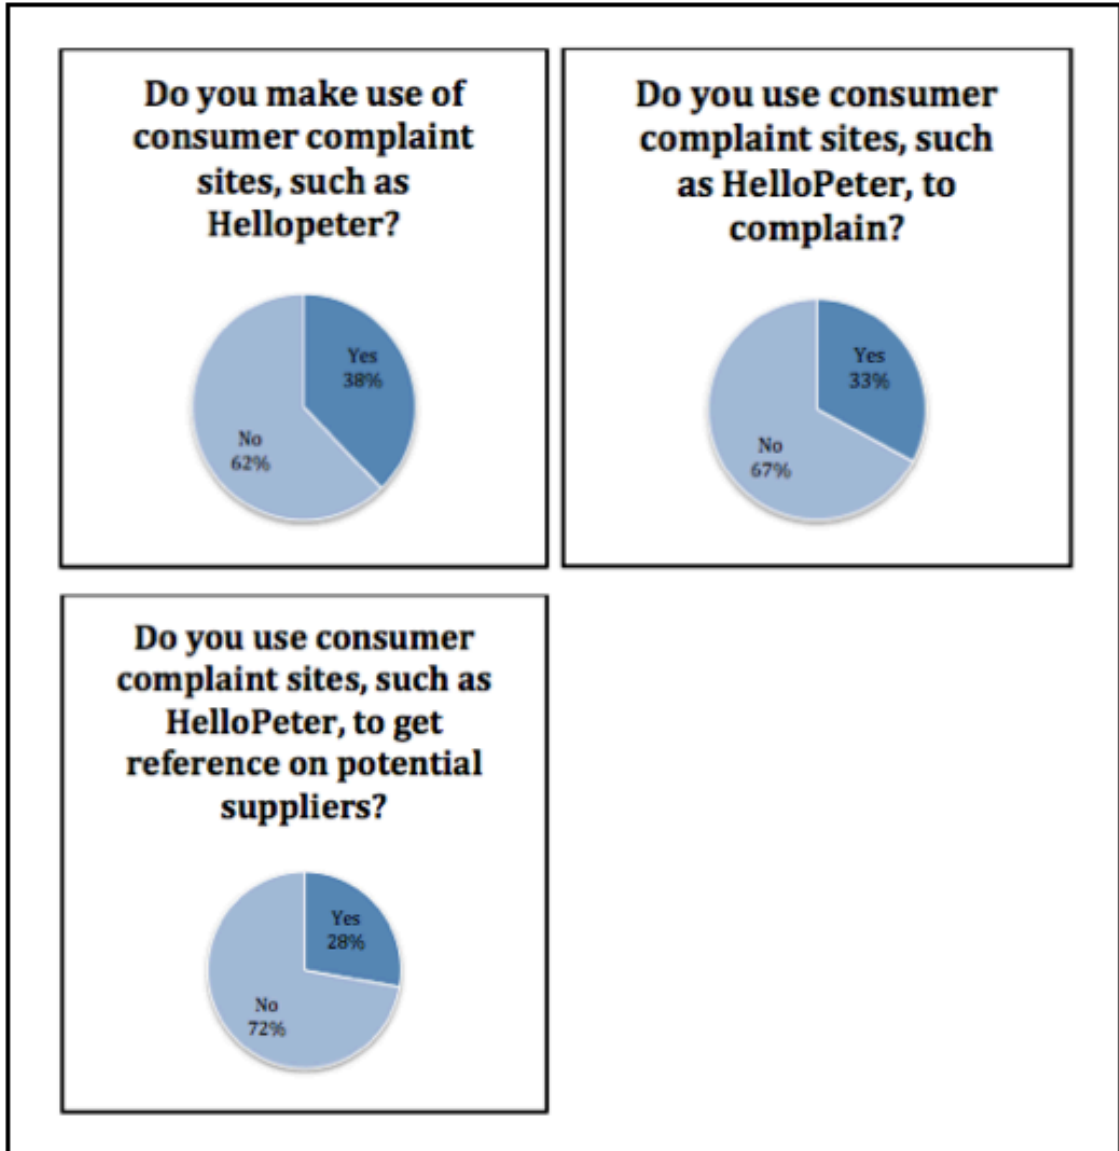 Do you make use of
consumer complaint
sites, such as
Hellopeter?
Yes
38%
No
62%
Do you use consumer
complaint sites, such
as HelloPeter, to
complain?
Yes
33%
No
67%
Do you use consumer
complaint sites, such as
HelloPeter, to get
reference on potential
suppliers?
Yes
28%
No
72%